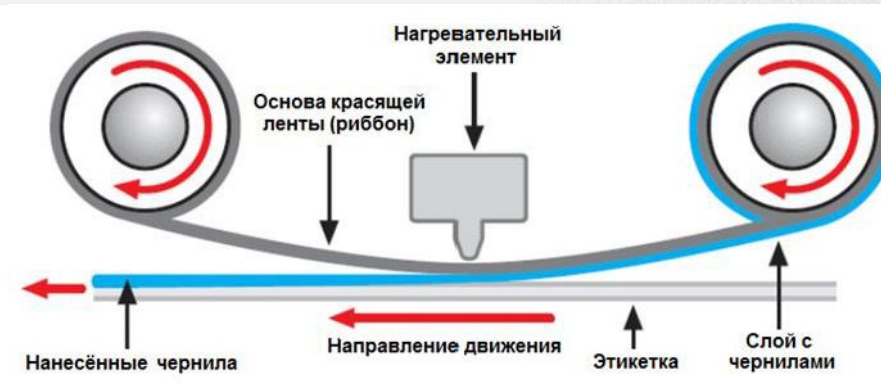 Нагревательный
элемент
Основа красящей
ленты (риббон)
Нанесённые чернила
Направление движения
Этикетка
Слой с
чернилами